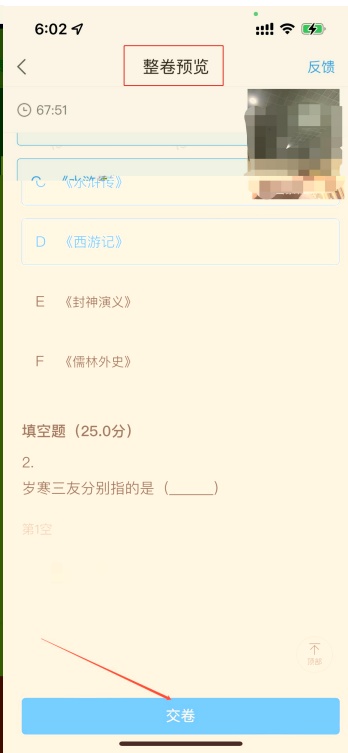 6:02
整卷预览
反馈
67:51
C 《水浒传》
D 《西游记》
E 《封神演义》
F 《儒林外史》
填空题（25.0分）
2.
岁寒三友分别指的是（______）
第1空
顶部
交卷